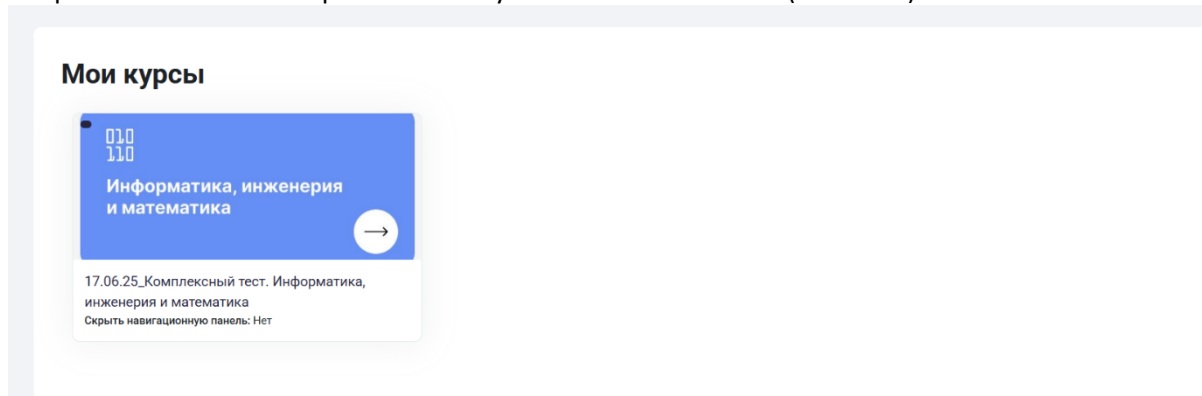 Мои курсы
010
110
Информатика, инженерия
и математика
17.06.25_Комплексный тест. Информатика,
инженерия и математика
Скрыть навигационную панель: Нет